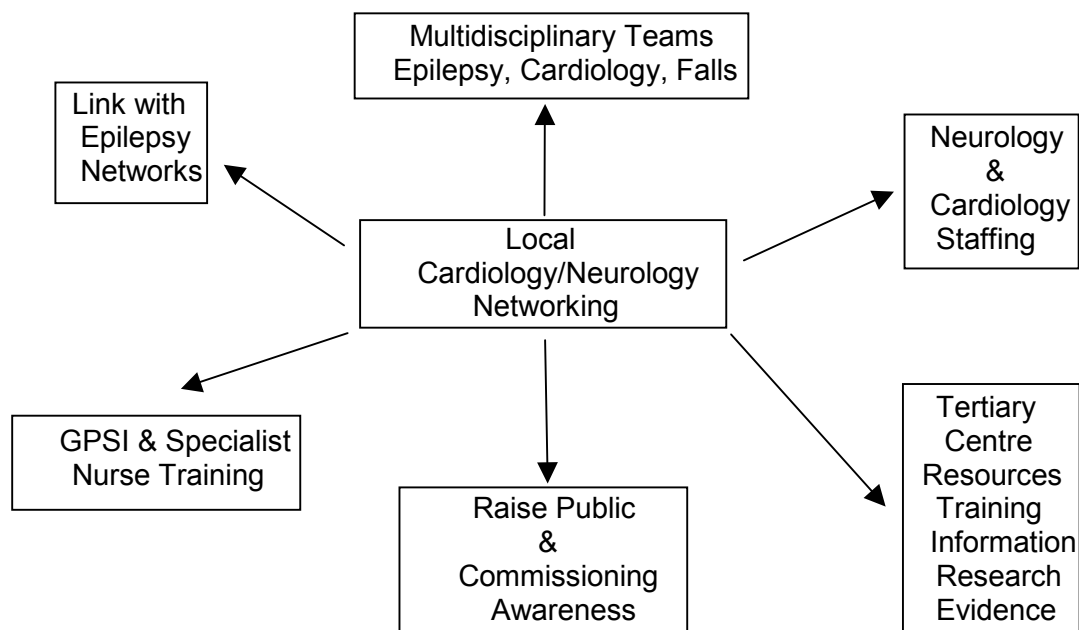 Multidisciplinary Teams
Epilepsy, Cardiology, Falls
Link with
Epilepsy
Networks
Neurology
&
Cardiology
Staffing
Local
Cardiology/Neurology
Networking
GPSI & Specialist
Nurse Training
Raise Public
&
Commissioning
Awareness
Tertiary
Centre
Resources
Training
Information
Research
Evidence